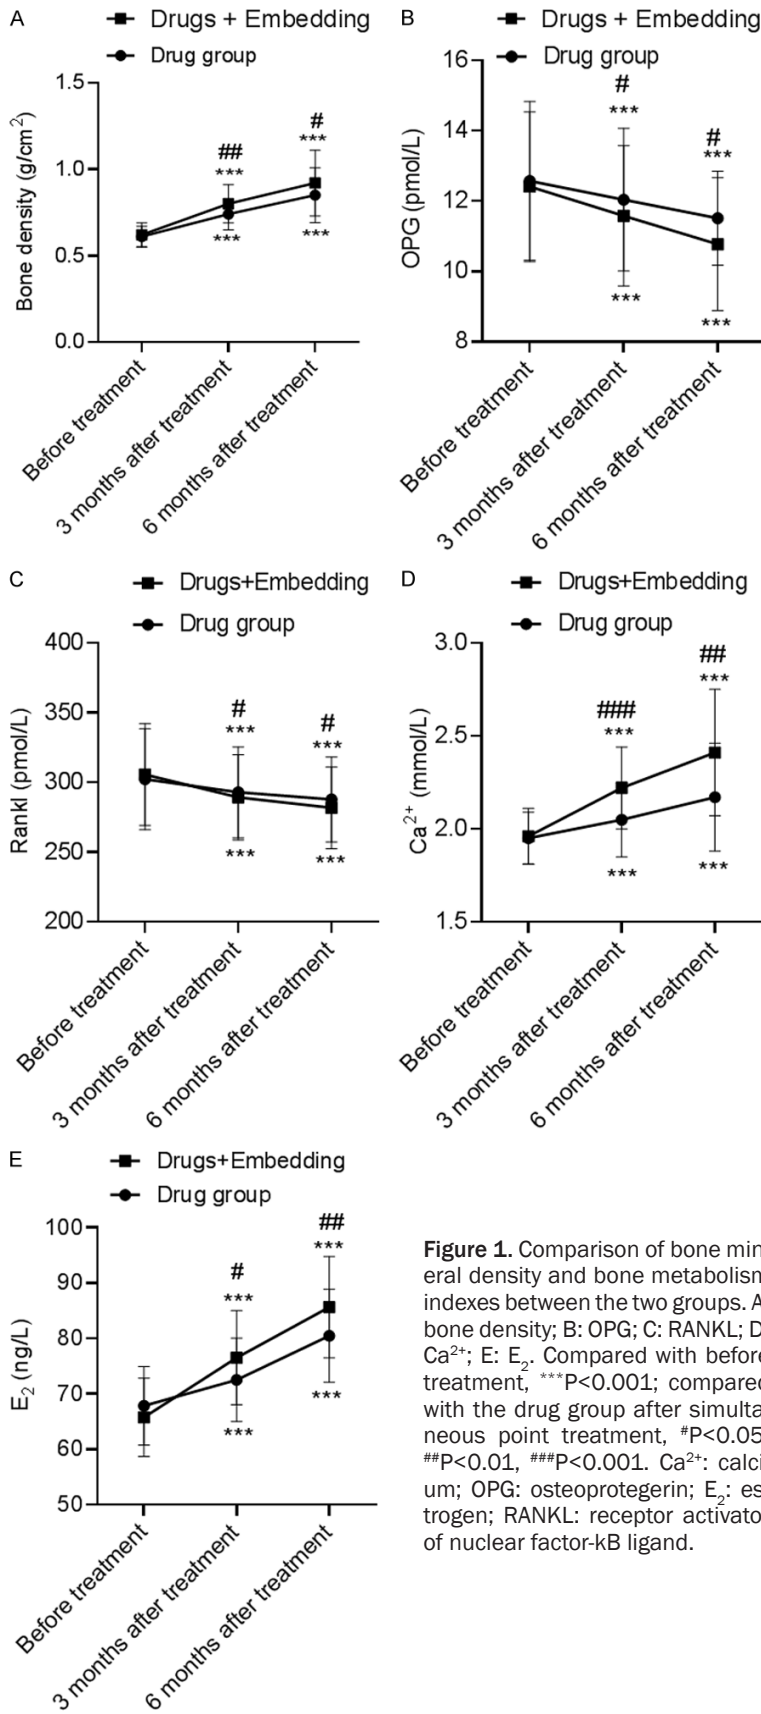 A
Drugs + Embedding
Drug group
Bone density (g/cm2)
1.5
1.0
0.5
0.0
##
***
***
#
***
***
Before treatment
3 months after treatment
6 months after treatment
B
Drugs + Embedding
Drug group
OPG (pmol/L)
16
14
12
10
8
#
***
***
#
***
***
Before treatment
3 months after treatment
6 months after treatment
C
Drugs+Embedding
Drug group
Rankl (pmol/L)
400
350
300
250
200
#
***
***
#
***
***
Before treatment
3 months after treatment
6 months after treatment
D
Drugs+Embedding
Drug group
Ca2+ (mmol/L)
3.0
2.5
2.0
1.5
###
***
***
##
***
***
Before treatment
3 months after treatment
6 months after treatment
E
Drugs+Embedding
Drug group
E2 (ng/L)
100
90
80
70
60
50
#
***
***
##
***
***
Before treatment
3 months after treatment
6 months after treatment
Figure 1. Comparison of bone min
eral density and bone metabolism
indexes between the two groups. A
bone density; B: OPG; C: RANKL; D
Ca2+; E: E2. Compared with before
treatment, ***P<0.001; compared
with the drug group after simulta
neous point treatment, #P<0.05
##P<0.01, ###P<0.001. Ca2+: calci
um; OPG: osteoprotegerin; E2: es
trogen; RANKL: receptor activato
of nuclear factor-kB ligand.